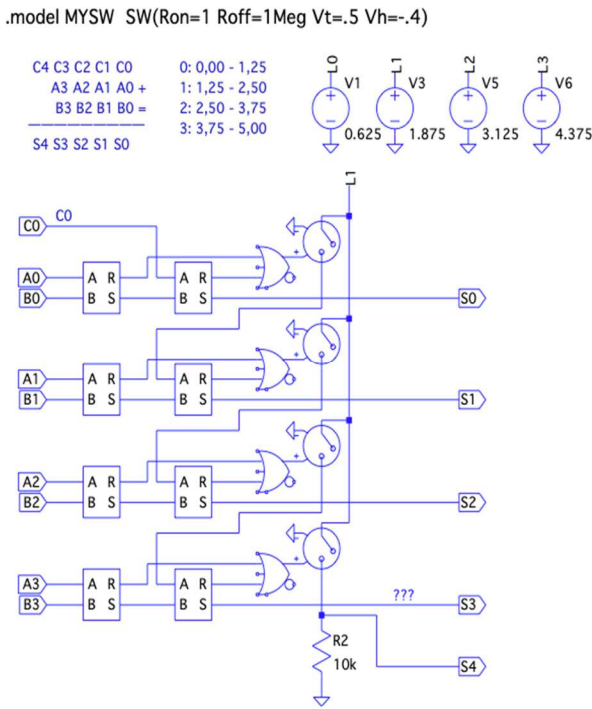 .model MYSW SW(Ron=1 Roff=1Meg Vt=.5 Vh=-.4)
C4 C3 C2 C1 C0
A3 A2 A1 A0 +
B3 B2 B1 B0 =
S4 S3 S2 S1 S0
0: 0,00 - 1,25
1: 1,25 - 2,50
2: 2,50 - 3,75
3: 3,75 - 5,00
L0
V1
0.625
L1
V3
1.875
L2
V5
3.125
L3
V6
4.375
L1
C0 C0
A0 A R A R
B0 B S B S S0
A1 A R A R
B1 B S B S S1
A2 A R A R
B2 B S B S S2
A3 A R A R
B3 B S B S ??? S3
R2
10k
S4